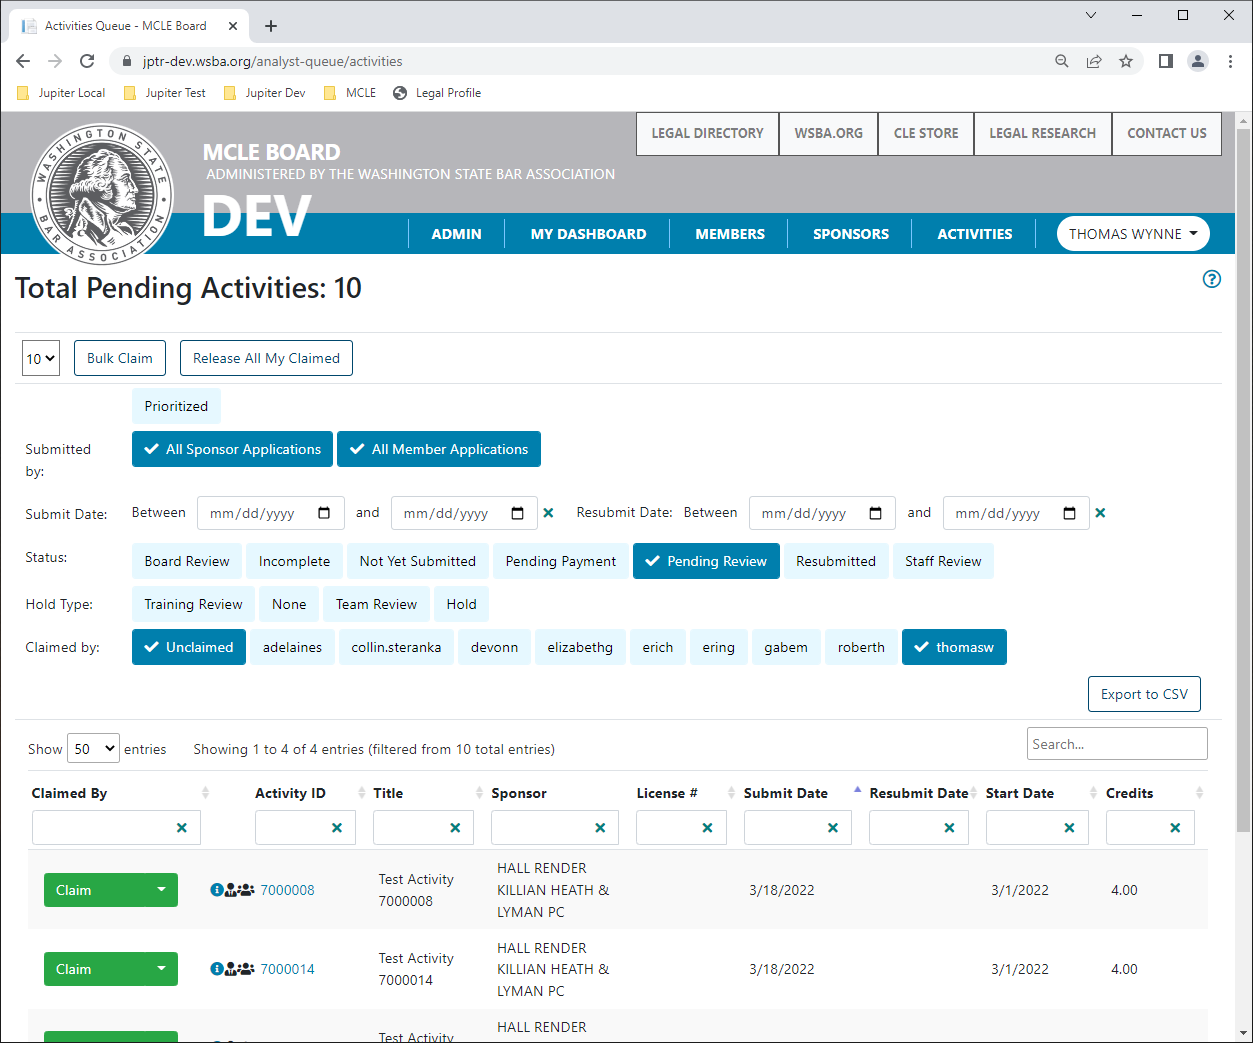 Activities Queue - MCLE Board
jptr-dev.wsba.org/analyst-queue/activities
Jupiter Local Jupiter Test Jupiter Dev MCLE Legal Profile
LEGAL DIRECTORY WSBA.ORG CLE STORE LEGAL RESEARCH CONTACT US
WASHINGTON STATE
BAR ASSOCIATION
MCLE BOARD
ADMINISTERED BY THE WASHINGTON STATE BAR ASSOCIATION
DEV
ADMIN MY DASHBOARD MEMBERS SPONSORS ACTIVITIES THOMAS WYNNE
Total Pending Activities: 10
10 Bulk Claim Release All My Claimed
Prioritized
Submitted by: All Sponsor Applications All Member Applications
Submit Date: Between mm/dd/yyyy and mm/dd/yyyy Resubmit Date: Between mm/dd/yyyy and mm/dd/yyyy
Status: Board Review Incomplete Not Yet Submitted Pending Payment Pending Review Resubmitted Staff Review
Hold Type: Training Review None Team Review Hold
Claimed by: Unclaimed adelaines collin.steranka devonn elizabethg erich ering gabem roberth thomasw
Export to CSV
Show 50 entries Showing 1 to 4 of 4 entries (filtered from 10 total entries) Search...
Claimed By Activity ID Title Sponsor License # Submit Date Resubmit Date Start Date Credits
Claim 7000008 Test Activity 7000008 HALL RENDER KILLIAN HEATH & LYMAN PC 3/18/2022 3/1/2022 4.00
Claim 7000014 Test Activity 7000014 HALL RENDER KILLIAN HEATH & LYMAN PC 3/18/2022 3/1/2022 4.00
Test Activity HALL RENDER